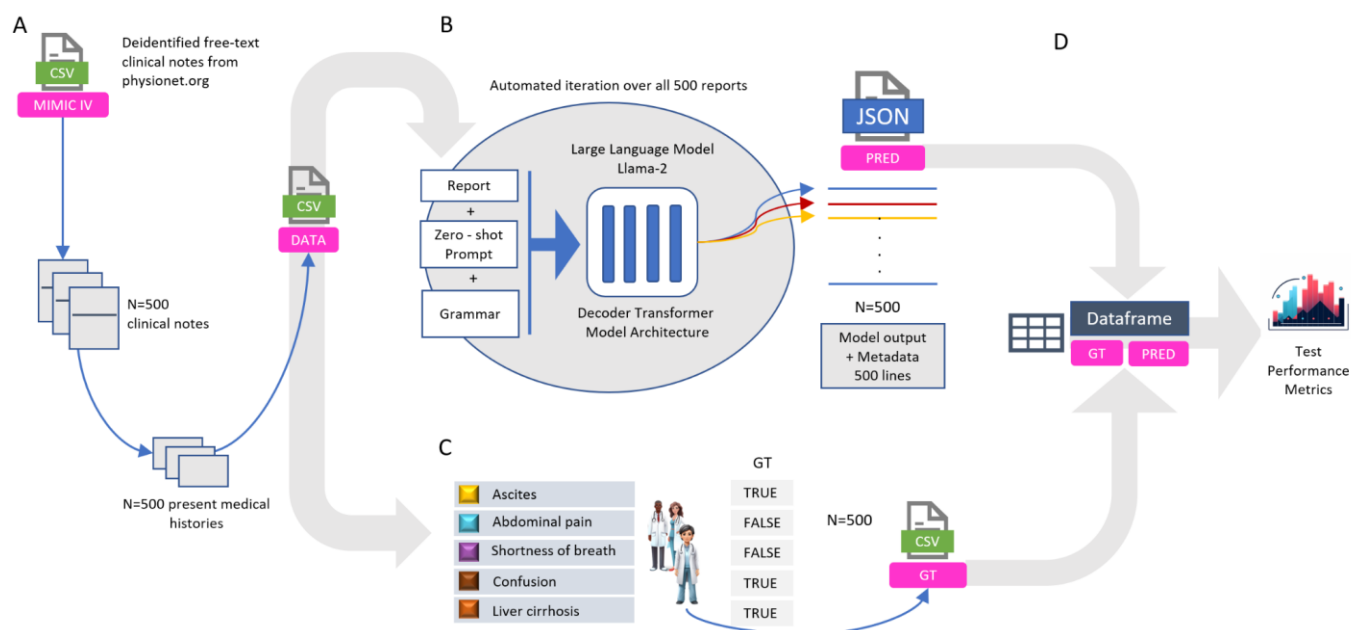 A
Deidentified free-text
clinical notes from
physionet.org
CSV
MIMIC IV
N=500
clinical notes
N=500 present medical
histories
CSV
DATA
B
Automated iteration over all 500 reports
Large Language Model
Llama-2
Report
+
Zero - shot
Prompt
+
Grammar
Decoder Transformer
Model Architecture
JSON
PRED
N=500
Model output
+ Metadata
500 lines
C
GT
Ascites
TRUE
Abdominal pain
FALSE
Shortness of breath
FALSE
Confusion
TRUE
Liver cirrhosis
TRUE
N=500
CSV
GT
D
Dataframe
GT
PRED
Test
Performance
Metrics